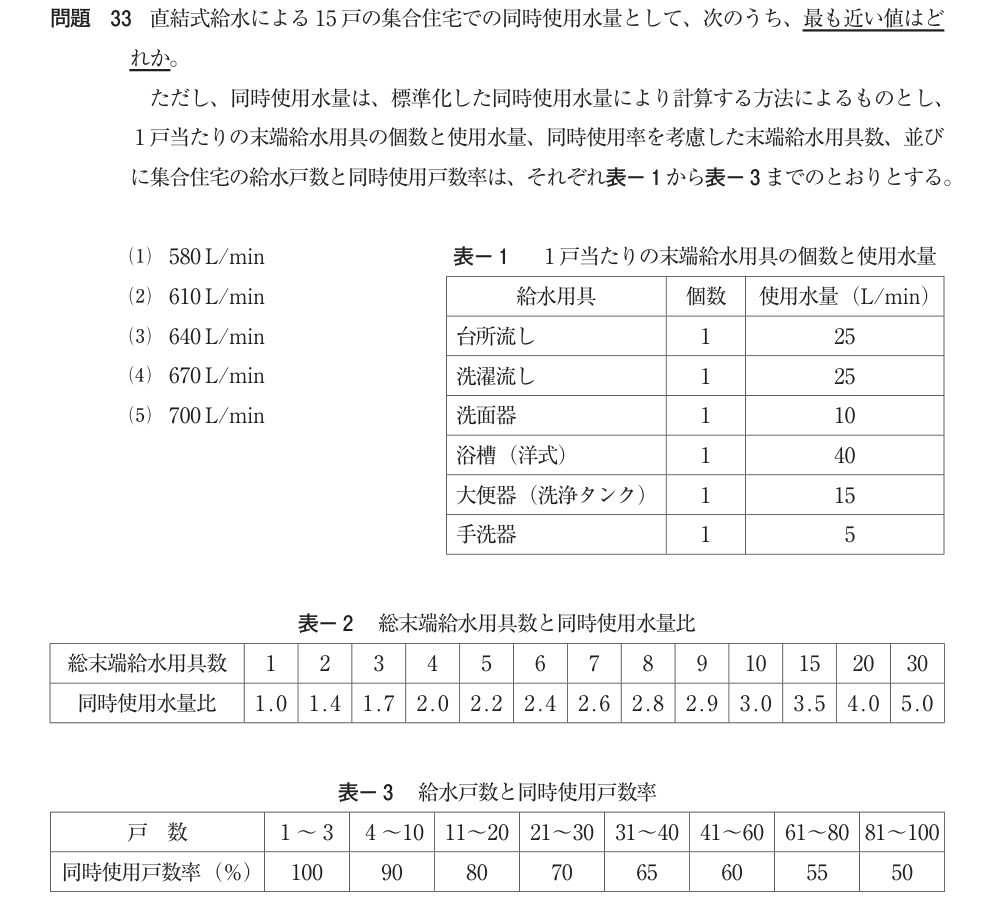 問題 33 直結式給水による 15 戸の集合住宅での同時使用水量として、次のうち、最も近い値はど
れか。
ただし、同時使用水量は、標準化した同時使用水量により計算する方法によるものとし、
1戸当たりの末端給水用具の個数と使用水量、同時使用率を考慮した末端給水用具数、並び
に集合住宅の給水戸数と同時使用戸数率は、それぞれ表－1から表－3までのとおりとする。
(1) 580 L/min
(2) 610 L/min
(3) 640 L/min
(4) 670 L/min
(5) 700 L/min
表－1 1戸当たりの末端給水用具の個数と使用水量
給水用具 個数 使用水量（L/min）
台所流し 1 25
洗濯流し 1 25
洗面器 1 10
浴槽（洋式） 1 40
大便器（洗浄タンク） 1 15
手洗器 1 5
表－2 総末端給水用具数と同時使用水量比
総末端給水用具数 1 2 3 4 5 6 7 8 9 10 15 20 30
同時使用水量比 1.0 1.4 1.7 2.0 2.2 2.4 2.6 2.8 2.9 3.0 3.5 4.0 5.0
表－3 給水戸数と同時使用戸数率
戸 数 1～3 4～10 11～20 21～30 31～40 41～60 61～80 81～100
同時使用戸数率（%） 100 90 80 70 65 60 55 50